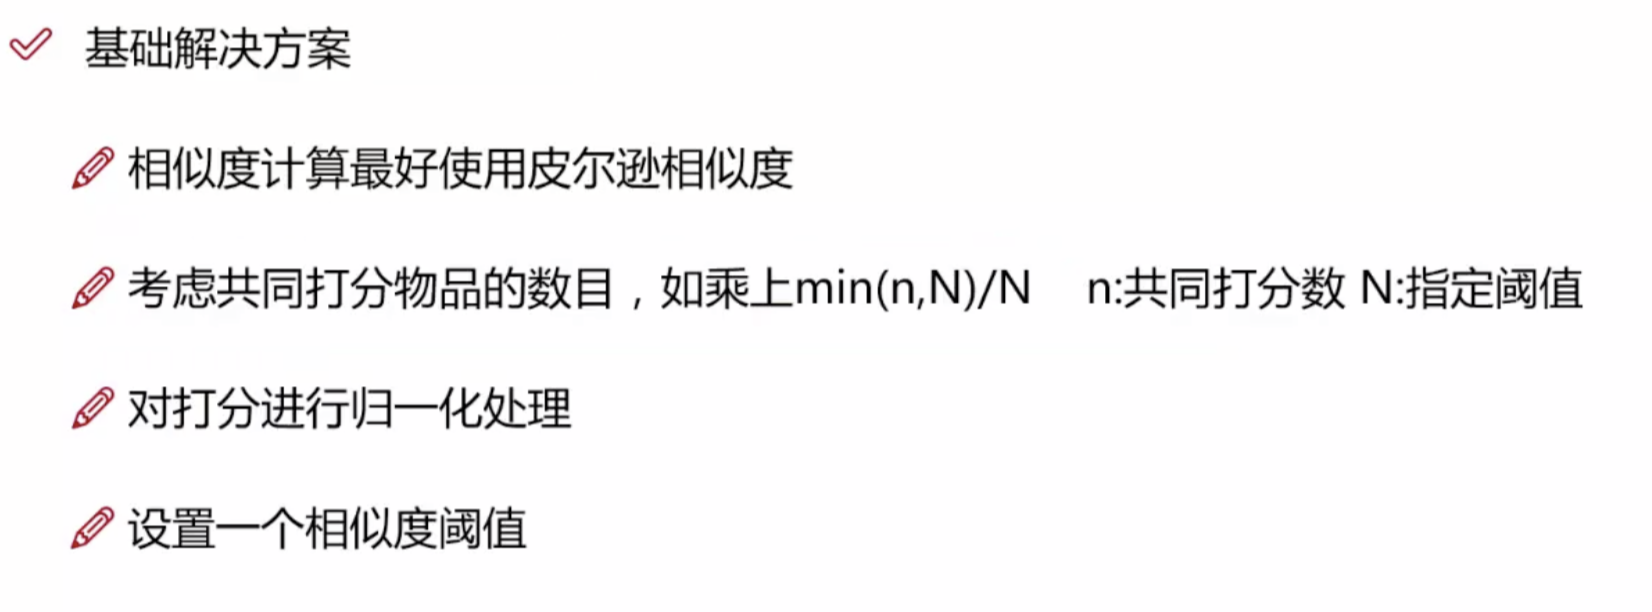 基础解决方案
相似度计算最好使用皮尔逊相似度
考虑共同打分物品的数目，如乘上min(n,N)/N n:共同打分数 N:指定阈值
对打分进行归一化处理
设置一个相似度阈值